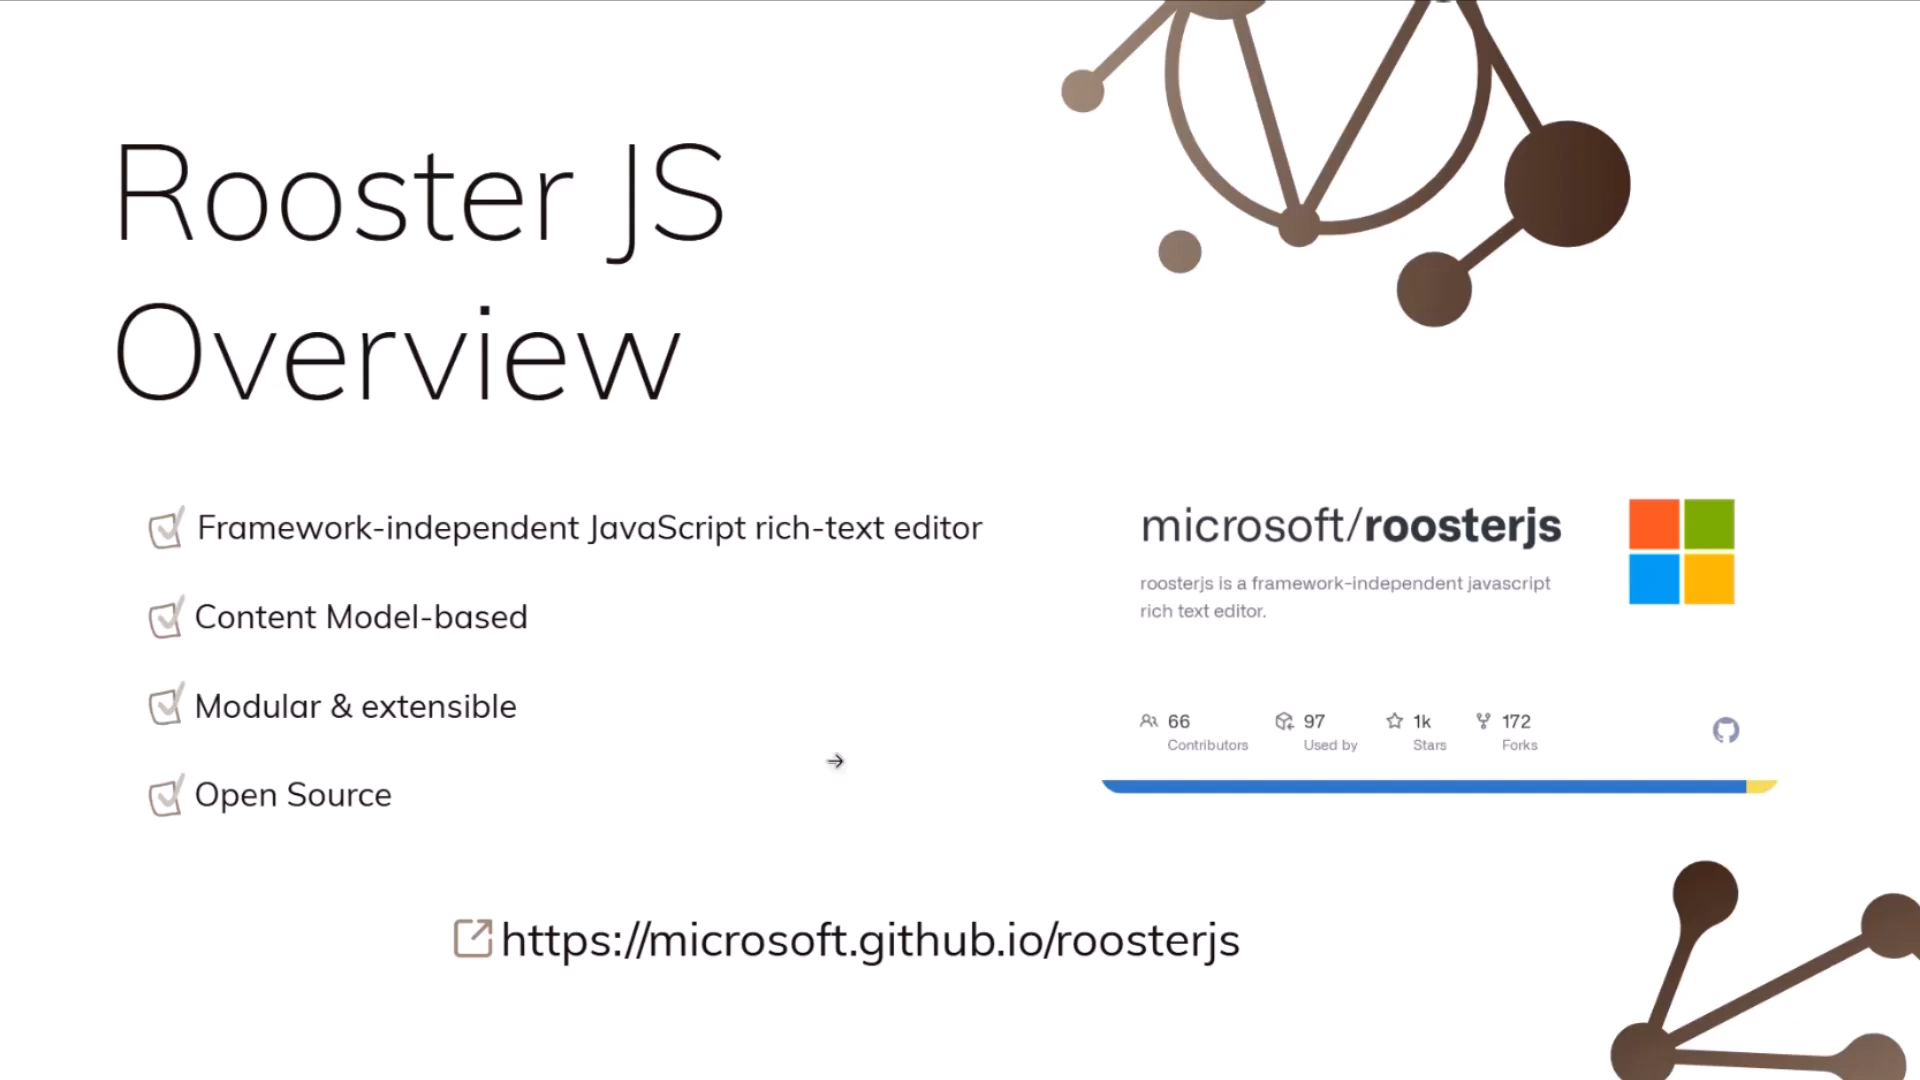 Rooster JS
Overview
Framework-independent JavaScript rich-text editor
Content Model-based
Modular & extensible
Open Source
microsoft/roosterjs
roosterjs is a framework-independent javascript
rich text editor.
66 97 1k 172
Contributors Used by Stars Forks
https://microsoft.github.io/roosterjs